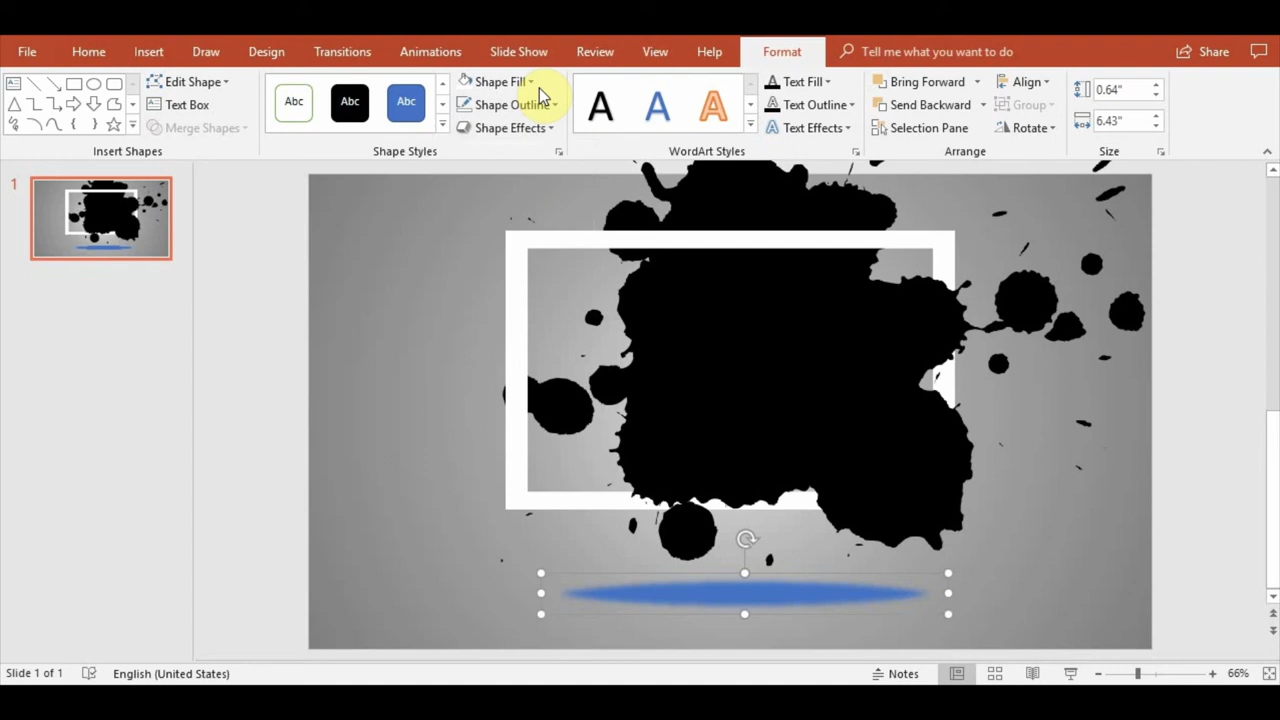 File Home Insert Draw Design Transitions Animations Slide Show Review View Help Format Tell me what you want to do Share
Edit Shape Shape Fill Text Fill Bring Forward Align 0.64"
Abc Abc Abc A A A
Text Box Shape Outline Text Outline Send Backward Group 6.43"
Merge Shapes Shape Effects Text Effects Selection Pane Rotate
Insert Shapes Shape Styles WordArt Styles Arrange Size
1
Slide 1 of 1 English (United States) Notes 66%